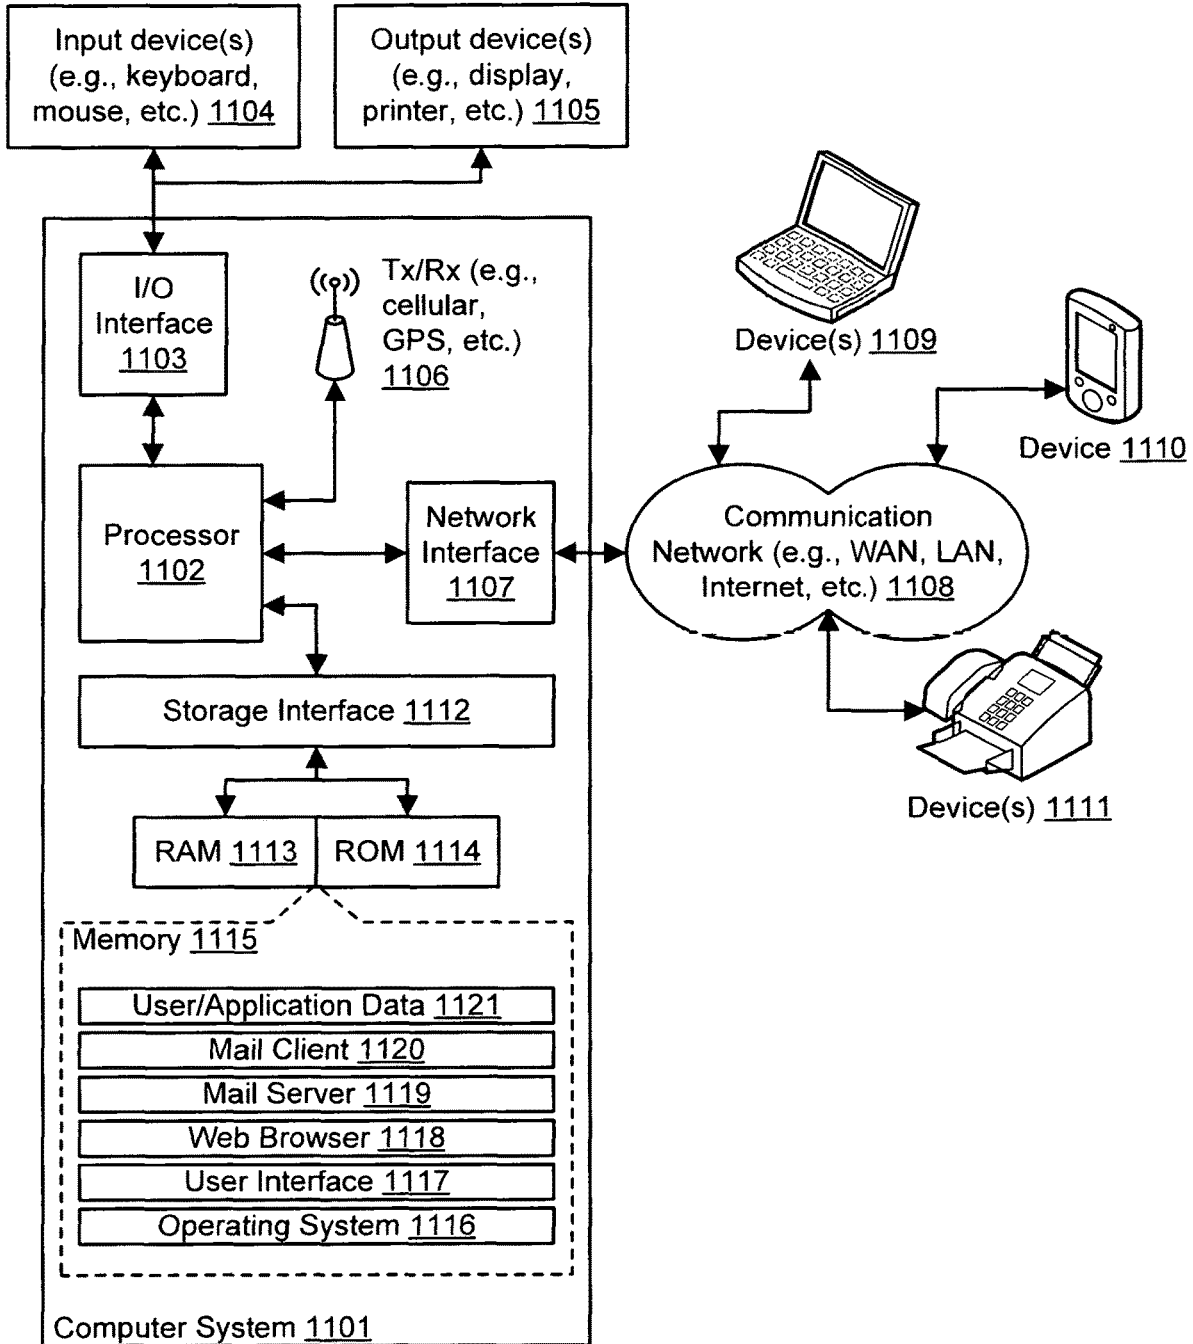 Input device(s)
(e.g., keyboard,
mouse, etc.) 1104
Output device(s)
(e.g., display,
printer, etc.) 1105
I/O
Interface
1103
Tx/Rx (e.g.,
cellular,
GPS, etc.)
1106
Device(s) 1109
Device 1110
Processor
1102
Network
Interface
1107
Communication
Network (e.g., WAN, LAN,
Internet, etc.) 1108
Storage Interface 1112
Device(s) 1111
RAM 1113
ROM 1114
Memory 1115
User/Application Data 1121
Mail Client 1120
Mail Server 1119
Web Browser 1118
User Interface 1117
Operating System 1116
Computer System 1101